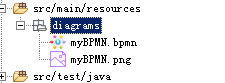 src/main/resources
diagrams
myBPMN.bpmn
myBPMN.png
src/test/java